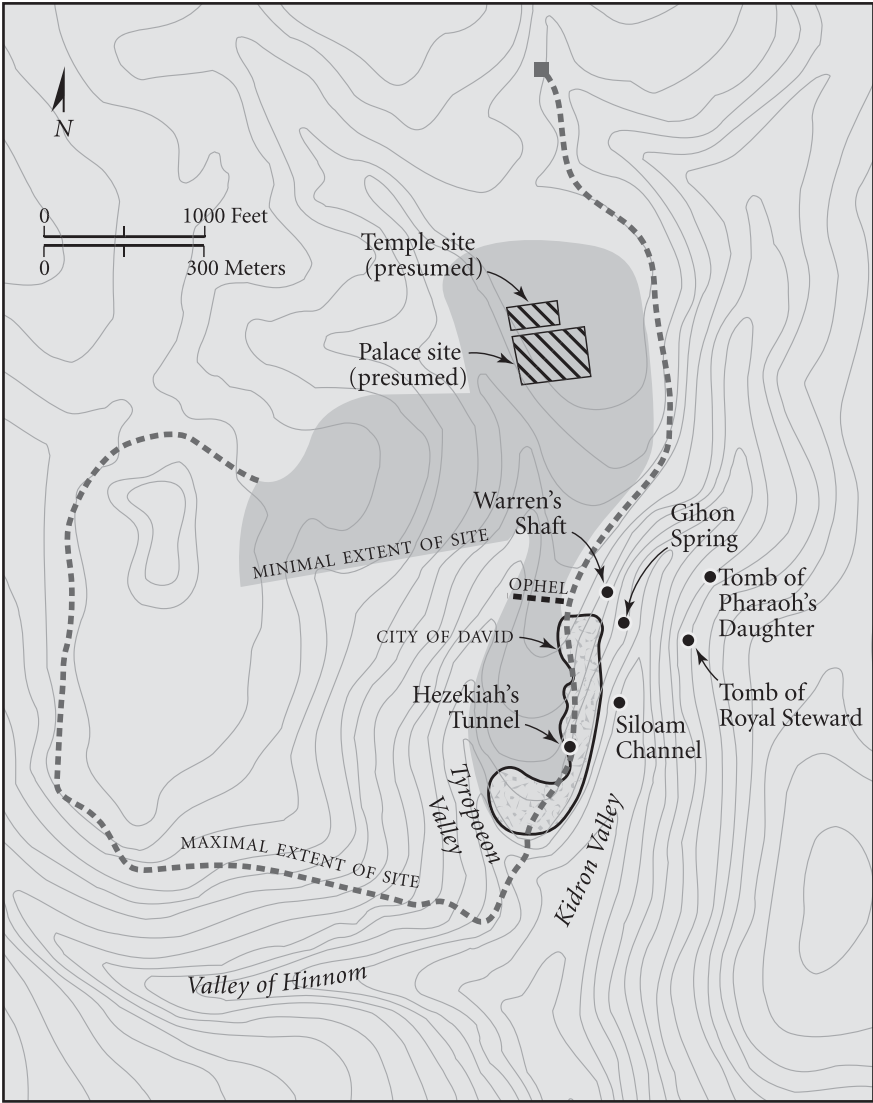 N
0 1000 Feet
0 300 Meters
Temple site
(presumed)
Palace site
(presumed)
Warren’s
Shaft
Gihon
Spring
MINIMAL EXTENT OF SITE
OPHEL
Tomb of
Pharaoh’s
Daughter
CITY OF DAVID
Hezekiah’s
Tunnel
Tomb of
Royal Steward
Siloam
Channel
Tyropoeon
Valley
Kidron Valley
MAXIMAL EXTENT OF SITE
Valley of Hinnom